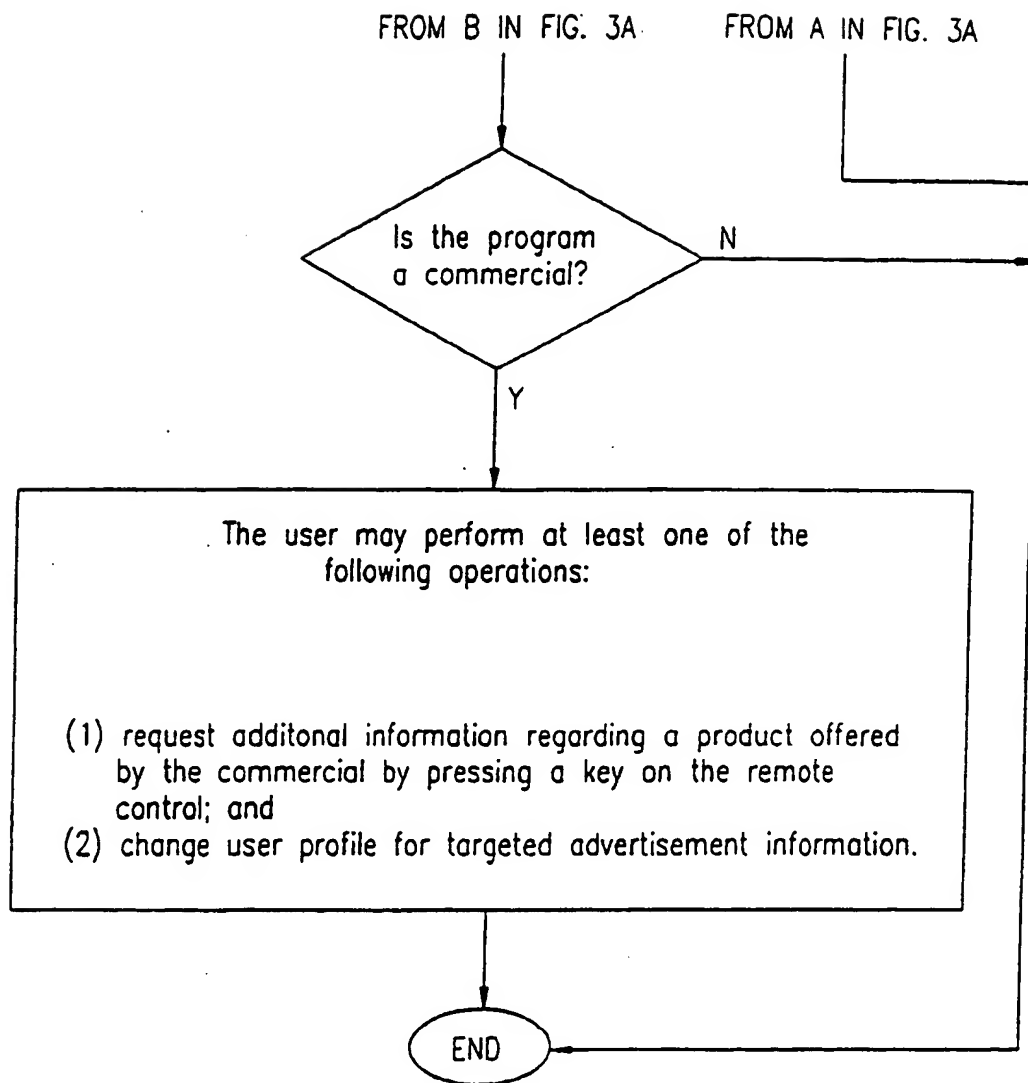 FROM B IN FIG. 3A
FROM A IN FIG. 3A
Is the program
a commercial?
N
Y
The user may perform at least one of the
following operations:
(1) request additonal information regarding a product offered
by the commercial by pressing a key on the remote
control; and
(2) change user profile for targeted advertisement information.
END